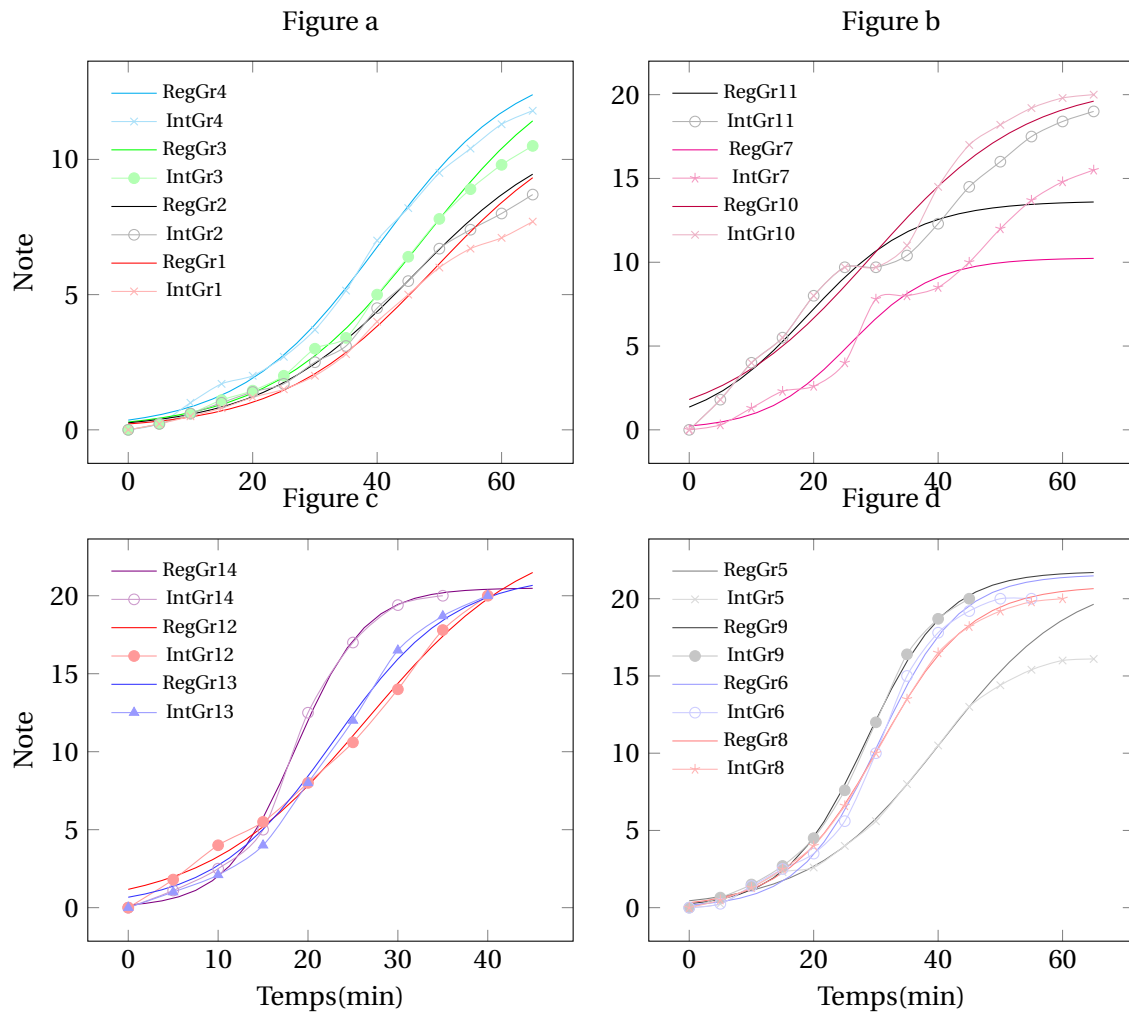 Figure a
Figure b
RegGr4
IntGr4
RegGr3
IntGr3
RegGr2
IntGr2
RegGr1
IntGr1
10
5
0
0 20 40 60
Note
RegGr11
IntGr11
RegGr7
IntGr7
RegGr10
IntGr10
20
15
10
5
0
0 20 40 60
Figure c
Figure d
RegGr14
IntGr14
RegGr12
IntGr12
RegGr13
IntGr13
20
15
10
5
0
0 10 20 30 40
Note
Temps(min)
RegGr5
IntGr5
RegGr9
IntGr9
RegGr6
IntGr6
RegGr8
IntGr8
20
15
10
5
0
0 20 40 60
Temps(min)